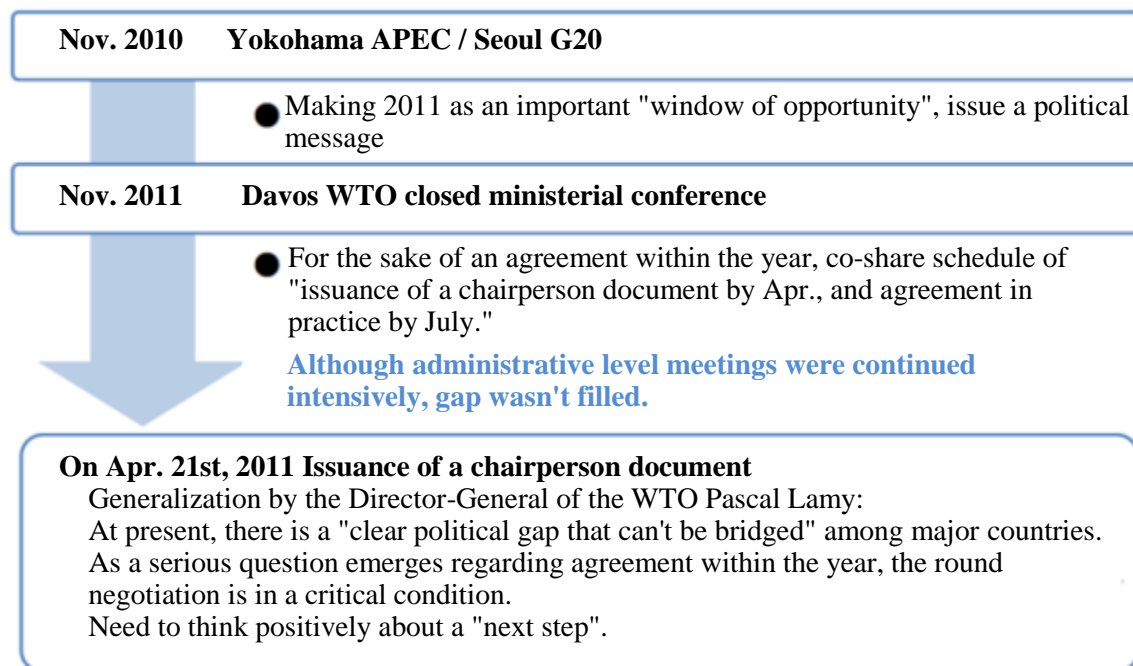 Nov. 2010 Yokohama APEC / Seoul G20
● Making 2011 as an important "window of opportunity", issue a political
message
Nov. 2011 Davos WTO closed ministerial conference
● For the sake of an agreement within the year, co-share schedule of
"issuance of a chairperson document by Apr., and agreement in
practice by July."
Although administrative level meetings were continued
intensively, gap wasn't filled.
On Apr. 21st, 2011 Issuance of a chairperson document
Generalization by the Director-General of the WTO Pascal Lamy:
At present, there is a "clear political gap that can't be bridged" among major countries.
As a serious question emerges regarding agreement within the year, the round
negotiation is in a critical condition.
Need to think positively about a "next step".